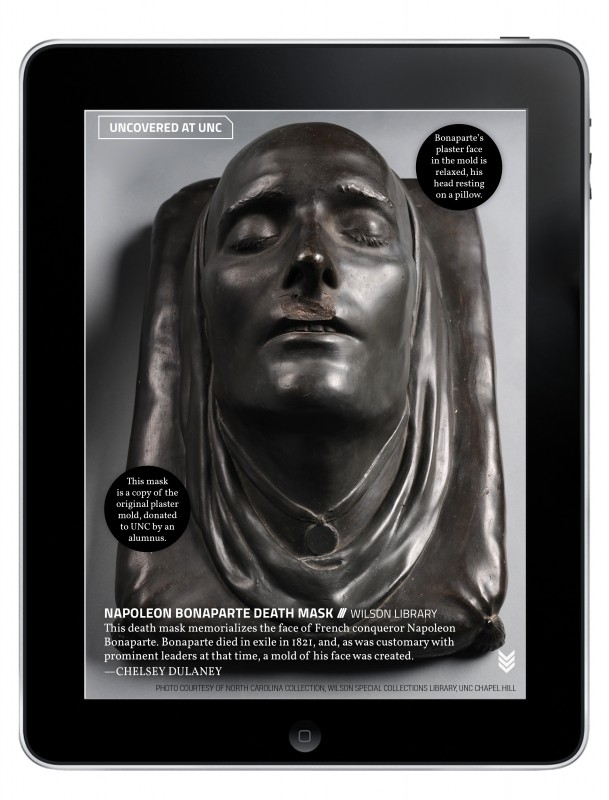 UNCOVERED AT UNC
Bonaparte's
plaster face
in the mold is
relaxed, his
head resting
on a pillow.
This mask
is a copy of the
original plaster
mold, donated
to UNC by an
alumnus.
NAPOLEON BONAPARTE DEATH MASK /// WILSON LIBRARY
This death mask memorializes the face of French conqueror Napoleon
Bonaparte. Bonaparte died in exile in 1821, and, as was customary with
prominent leaders at that time, a mold of his face was created.
—CHELSEY DULANEY
PHOTO COURTESY OF NORTH CAROLINA COLLECTION, WILSON SPECIAL COLLECTIONS LIBRARY, UNC CHAPEL HILL